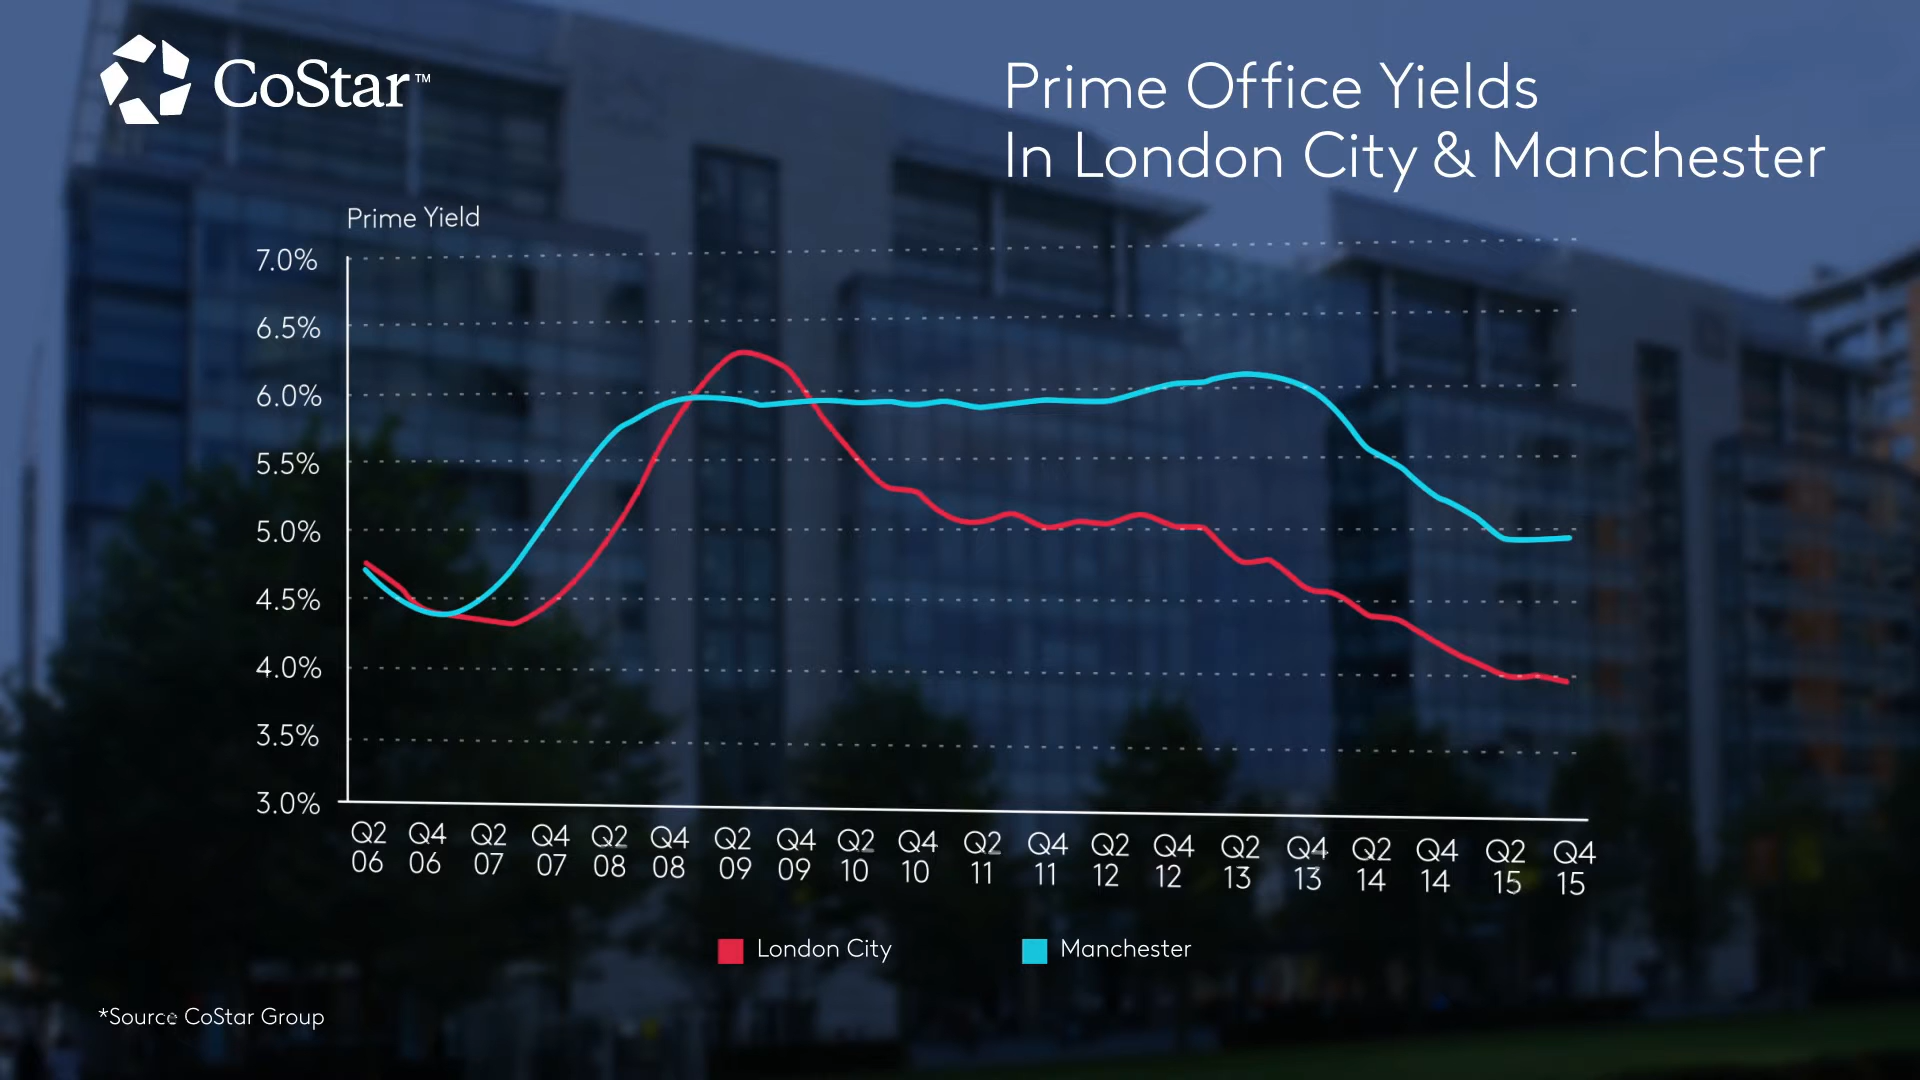 CoStar™
Prime Office Yields
In London City & Manchester
Prime Yield
7.0%
6.5%
6.0%
5.5%
5.0%
4.5%
4.0%
3.5%
3.0%
Q2 Q4 Q2 Q4 Q2 Q4 Q2 Q4 Q2 Q4 Q2 Q4 Q2 Q4 Q2 Q4 Q2 Q4 Q2 Q4
06 06 07 07 08 08 09 09 10 10 11 11 12 12 13 13 14 14 15 15
London City Manchester
*Source CoStar Group